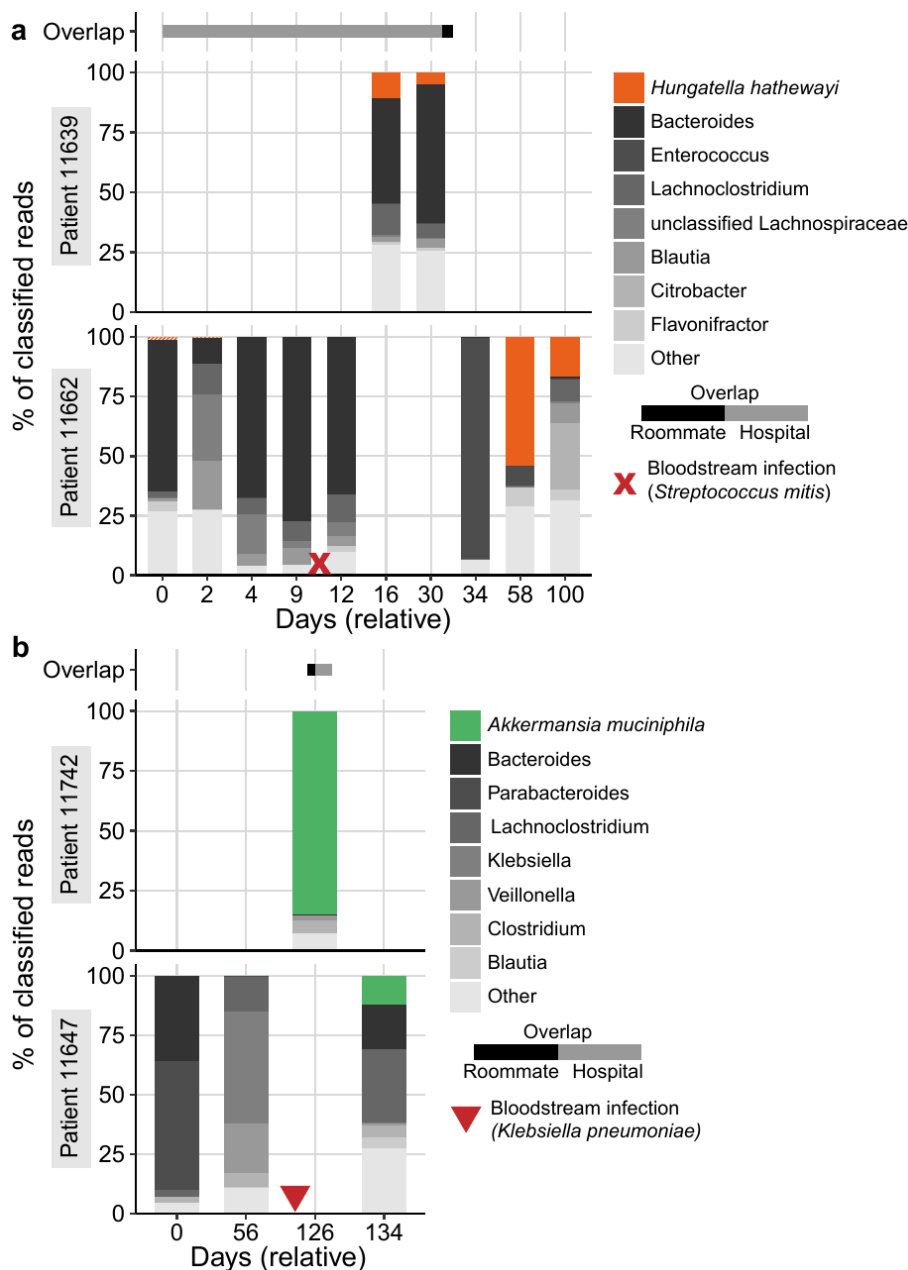 a
Overlap
100
75
50
25
0
Patient 11639
% of classified reads
100
75
50
25
0
Patient 11662
X
0 2 4 9 12 16 30 34 58 100
Days (relative)
Hungatella hathewayi
Bacteroides
Enterococcus
Lachnoclostridium
unclassified Lachnospiraceae
Blautia
Citrobacter
Flavonifractor
Other
Overlap
Roommate Hospital
X Bloodstream infection
(Streptococcus mitis)
b
Overlap
100
75
50
25
0
Patient 11742
% of classified reads
100
75
50
25
0
Patient 11647
0 56 126 134
Days (relative)
Akkermansia muciniphila
Bacteroides
Parabacteroides
Lachnoclostridium
Klebsiella
Veillonella
Clostridium
Blautia
Other
Overlap
Roommate Hospital
Bloodstream infection
(Klebsiella pneumoniae)